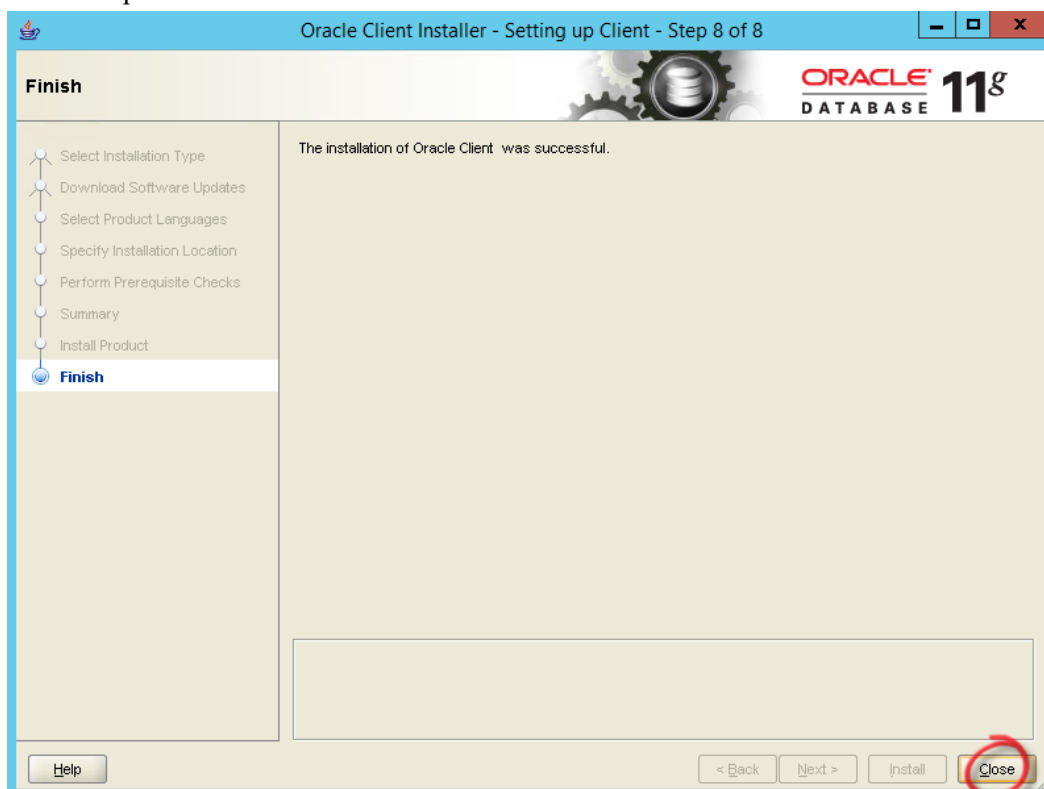 Oracle Client Installer - Setting up Client - Step 8 of 8
Finish
ORACLE
DATABASE
11g
Select Installation Type
Download Software Updates
Select Product Languages
Specify Installation Location
Perform Prerequisite Checks
Summary
Install Product
Finish
The installation of Oracle Client  was successful.
Help
< Back
Next >
Install
Close